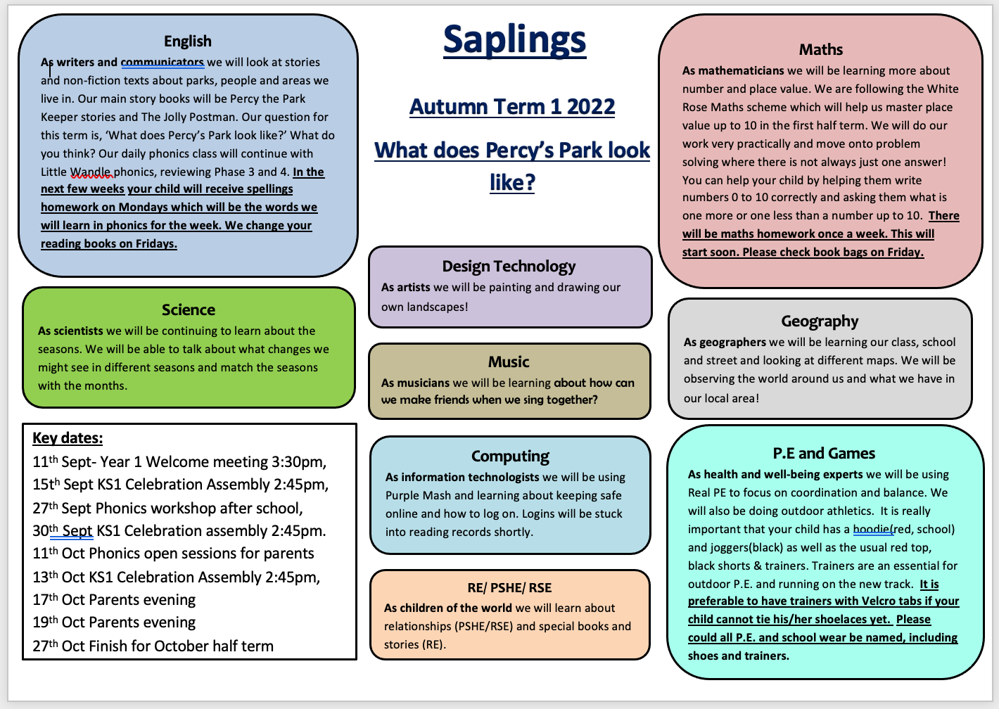 English
As writers and communicators we will look at stories
and non-fiction texts about parks, people and areas we
live in. Our main story books will be Percy the Park
Keeper stories and The Jolly Postman. Our question for
this term is, ‘What does Percy’s Park look like?’ What do
you think? Our daily phonics class will continue with
Little Wandle phonics, reviewing Phase 3 and 4. In the
next few weeks your child will receive spellings
homework on Mondays which will be the words we
will learn in phonics for the week. We change your
reading books on Fridays.
Science
As scientists we will be continuing to learn about the
seasons. We will be able to talk about what changes we
might see in different seasons and match the seasons
with the months.
Key dates:
11th Sept- Year 1 Welcome meeting 3:30pm,
15th Sept KS1 Celebration Assembly 2:45pm,
27th Sept Phonics workshop after school,
30th Sept KS1 Celebration assembly 2:45pm.
11th Oct Phonics open sessions for parents
13th Oct KS1 Celebration Assembly 2:45pm,
17th Oct Parents evening
19th Oct Parents evening
27th Oct Finish for October half term
Saplings
Autumn Term 1 2022
What does Percy’s Park look
like?
Design Technology
As artists we will be painting and drawing our
own landscapes!
Music
As musicians we will be learning about how can
we make friends when we sing together?
Computing
As information technologists we will be using
Purple Mash and learning about keeping safe
online and how to log on. Logins will be stuck
into reading records shortly.
RE/ PSHE/ RSE
As children of the world we will learn about
relationships (PSHE/RSE) and special books and
stories (RE).
Maths
As mathematicians we will be learning more about
number and place value. We are following the White
Rose Maths scheme which will help us master place
value up to 10 in the first half term. We will do our
work very practically and move onto problem
solving where there is not always just one answer!
You can help your child by helping them write
numbers 0 to 10 correctly and asking them what is
one more or one less than a number up to 10. There
will be maths homework once a week. This will
start soon. Please check book bags on Friday.
Geography
As geographers we will be learning our class, school
and street and looking at different maps. We will be
observing the world around us and what we have in
our local area!
P.E and Games
As health and well-being experts we will be using
Real PE to focus on coordination and balance. We
will also be doing outdoor athletics. It is really
important that your child has a hoodie(red, school)
and joggers(black) as well as the usual red top,
black shorts & trainers. Trainers are an essential for
outdoor P.E. and running on the new track. It is
preferable to have trainers with Velcro tabs if your
child cannot tie his/her shoelaces yet. Please
could all P.E. and school wear be named, including
shoes and trainers.